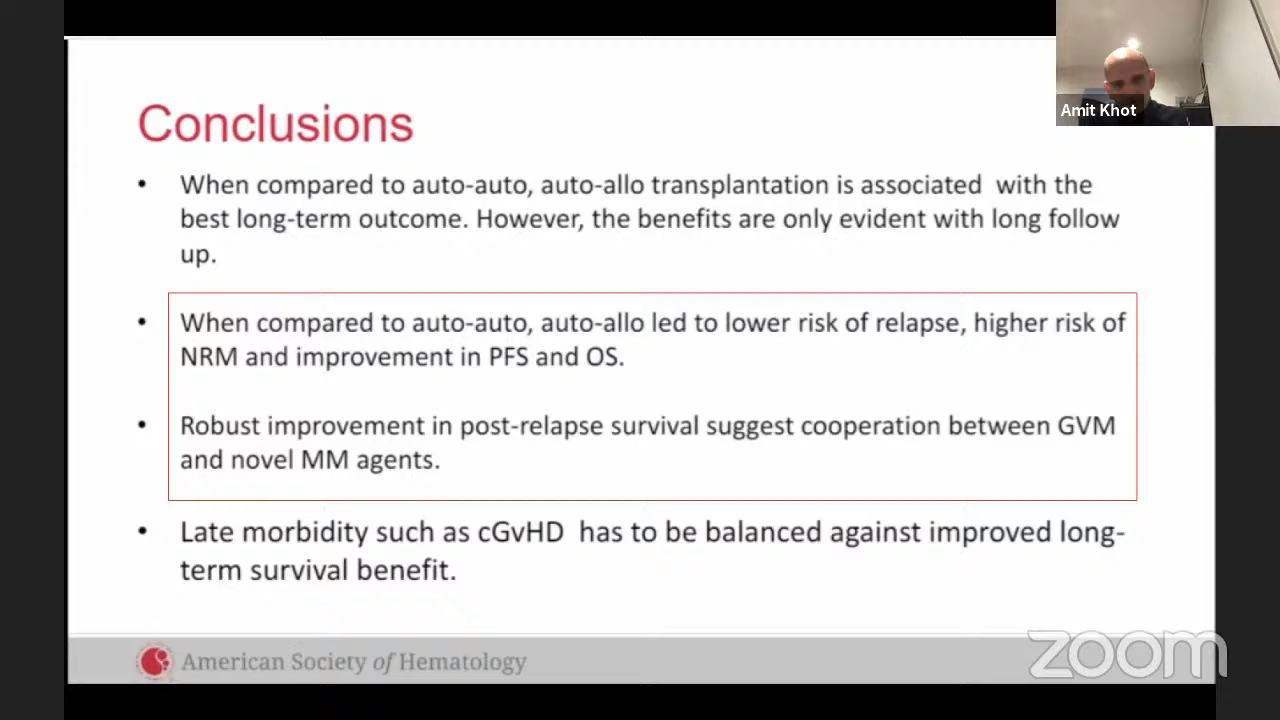 Amit Khot
Conclusions
• When compared to auto-auto, auto-allo transplantation is associated with the
best long-term outcome. However, the benefits are only evident with long follow
up.
• When compared to auto-auto, auto-allo led to lower risk of relapse, higher risk of
NRM and improvement in PFS and OS.
• Robust improvement in post-relapse survival suggest cooperation between GVM
and novel MM agents.
• Late morbidity such as cGvHD has to be balanced against improved long-
term survival benefit.
American Society of Hematology
zoom